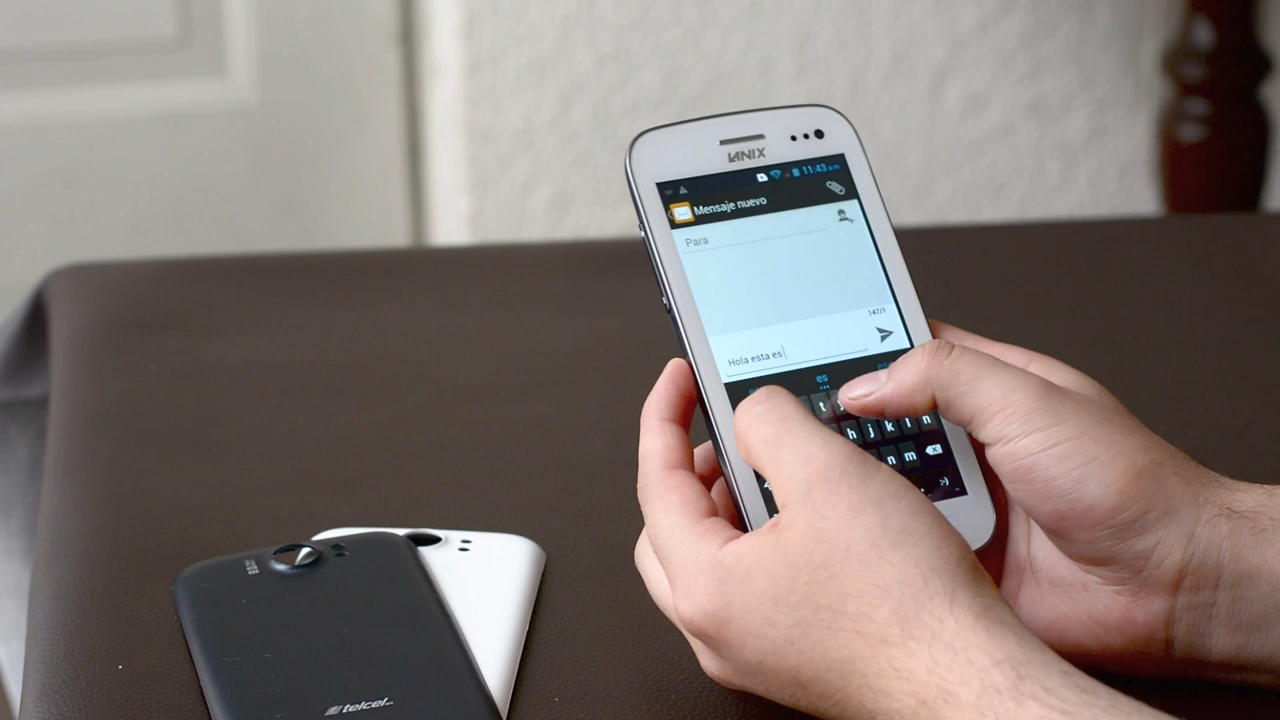 LANIX
11:43 a.m.
Mensaje nuevo
Para
147/1
Hola esta es
es
t y
h j k l ñ
n m
:-)
telcel